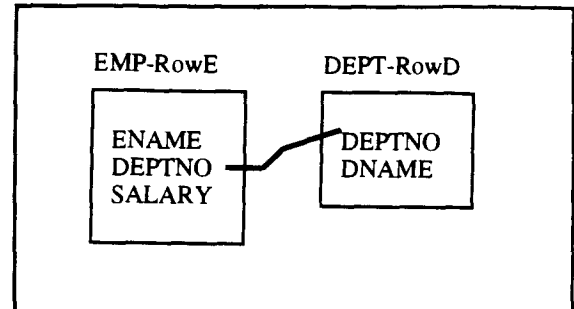 EMP-RowE
DEPT-RowD
ENAME
DEPTNO
SALARY
DEPTNO
DNAME